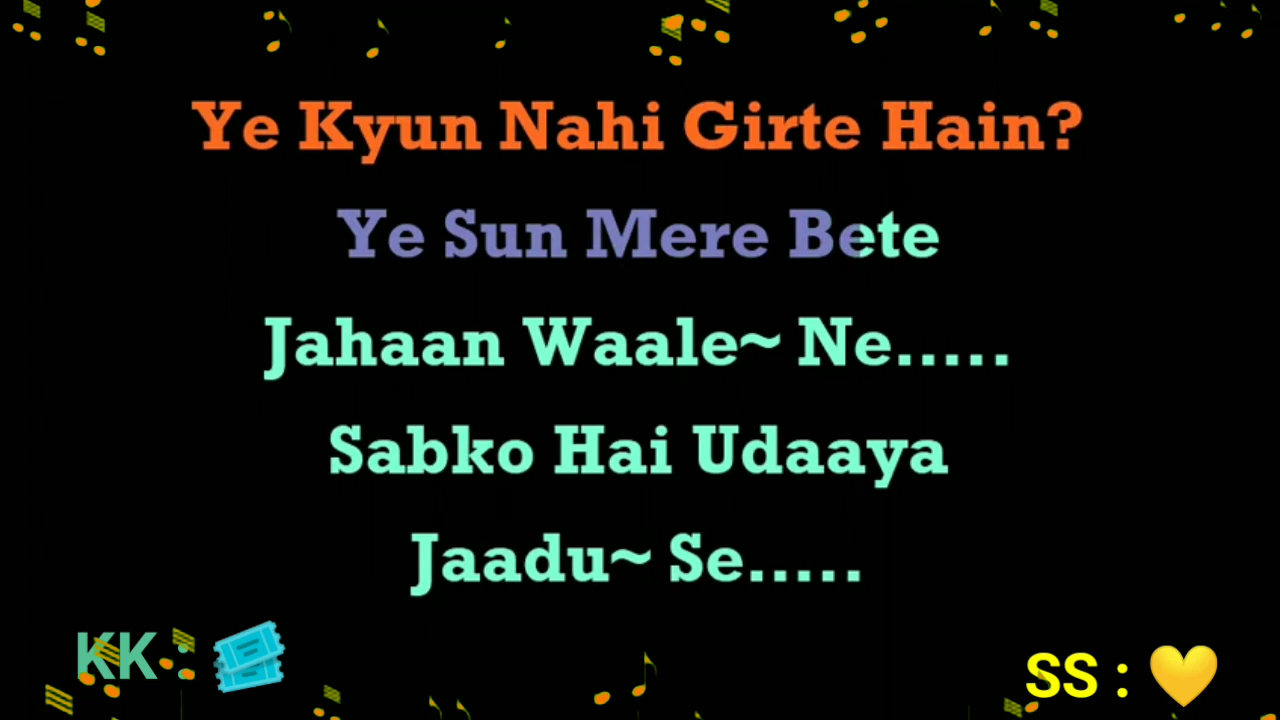 Ye Kyun Nahi Girte Hain?
Ye Sun Mere Bete
Jahaan Waale~ Ne.....
Sabko Hai Udaaya
Jaadu~ Se.....
KK : 🎟️
SS : 💛